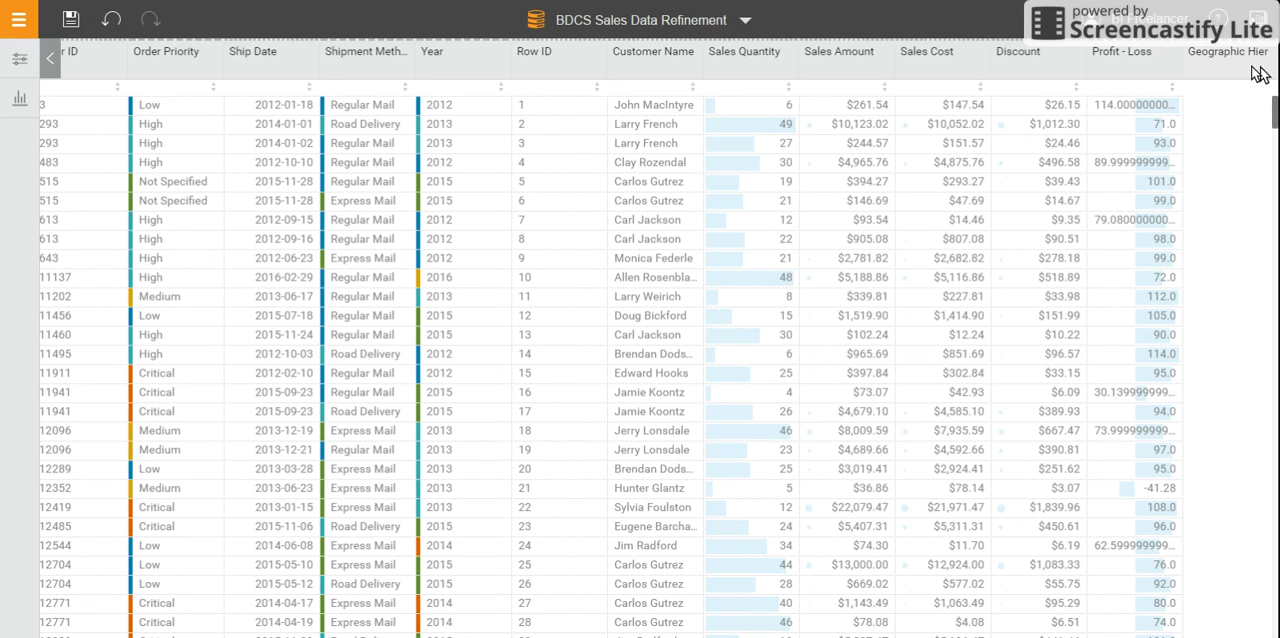 BDCS Sales Data Refinement
powered by
Screencastify Lite
r ID Order Priority Ship Date Shipment Meth... Year Row ID Customer Name Sales Quantity Sales Amount Sales Cost Discount Profit - Loss Geographic Hier
3 Low 2012-01-18 Regular Mail 2012 1 John MacIntyre 6 $261.54 $147.54 $26.15 114.00000000...
293 High 2014-01-01 Road Delivery 2013 2 Larry French 49 $10,123.02 $10,052.02 $1,012.30 71.0
293 High 2014-01-02 Regular Mail 2013 3 Larry French 27 $244.57 $151.57 $24.46 93.0
483 High 2012-10-10 Regular Mail 2012 4 Clay Rozendal 30 $4,965.76 $4,875.76 $496.58 89.999999999...
515 Not Specified 2015-11-28 Regular Mail 2015 5 Carlos Gutrez 19 $394.27 $293.27 $39.43 101.0
515 Not Specified 2015-11-28 Express Mail 2015 6 Carlos Gutrez 21 $146.69 $47.69 $14.67 99.0
613 High 2012-09-15 Regular Mail 2012 7 Carl Jackson 12 $93.54 $14.46 $9.35 79.080000000...
613 High 2012-09-16 Regular Mail 2012 8 Carl Jackson 22 $905.08 $807.08 $90.51 98.0
643 High 2012-06-23 Express Mail 2012 9 Monica Federle 21 $2,781.82 $2,682.82 $278.18 99.0
11137 High 2016-02-29 Regular Mail 2016 10 Allen Rosenbla... 48 $5,188.86 $5,116.86 $518.89 72.0
11202 Medium 2013-06-17 Regular Mail 2013 11 Larry Weirich 8 $339.81 $227.81 $33.98 112.0
11456 Low 2015-07-18 Regular Mail 2015 12 Doug Bickford 15 $1,519.90 $1,414.90 $151.99 105.0
11460 High 2015-11-24 Regular Mail 2015 13 Carl Jackson 30 $102.24 $12.24 $10.22 90.0
11495 High 2012-10-03 Road Delivery 2012 14 Brendan Dods... 6 $965.69 $851.69 $96.57 114.0
11911 Critical 2012-02-10 Regular Mail 2012 15 Edward Hooks 25 $397.84 $302.84 $33.15 95.0
11941 Critical 2015-09-23 Regular Mail 2015 16 Jamie Koontz 4 $73.07 $42.93 $6.09 30.139999999...
11941 Critical 2015-09-23 Road Delivery 2015 17 Jamie Koontz 26 $4,679.10 $4,585.10 $389.93 94.0
12096 Medium 2013-12-19 Express Mail 2013 18 Jerry Lonsdale 46 $8,009.59 $7,935.59 $667.47 73.999999999...
12096 Medium 2013-12-21 Regular Mail 2013 19 Jerry Lonsdale 23 $4,689.66 $4,592.66 $390.81 97.0
12289 Low 2013-03-28 Express Mail 2013 20 Brendan Dods... 25 $3,019.41 $2,924.41 $251.62 95.0
12352 Medium 2013-06-23 Express Mail 2013 21 Hunter Glantz 5 $36.86 $78.14 $3.07 -41.28
12419 Critical 2013-01-15 Express Mail 2013 22 Sylvia Foulston 12 $22,079.47 $21,971.47 $1,839.96 108.0
12485 Critical 2015-11-06 Road Delivery 2015 23 Eugene Barcha... 24 $5,407.31 $5,311.31 $450.61 96.0
12544 Low 2014-06-08 Express Mail 2014 24 Jim Radford 34 $74.30 $11.70 $6.19 62.599999999...
12704 Low 2015-05-10 Express Mail 2015 25 Carlos Gutrez 44 $13,000.00 $12,924.00 $1,083.33 76.0
12704 Low 2015-05-12 Road Delivery 2015 26 Carlos Gutrez 28 $669.02 $577.02 $55.75 92.0
12771 Critical 2014-04-17 Express Mail 2014 27 Carlos Gutrez 40 $1,143.49 $1,063.49 $95.29 80.0
12771 Critical 2014-04-19 Express Mail 2014 28 Carlos Gutrez 46 $78.08 $4.08 $6.51 74.0